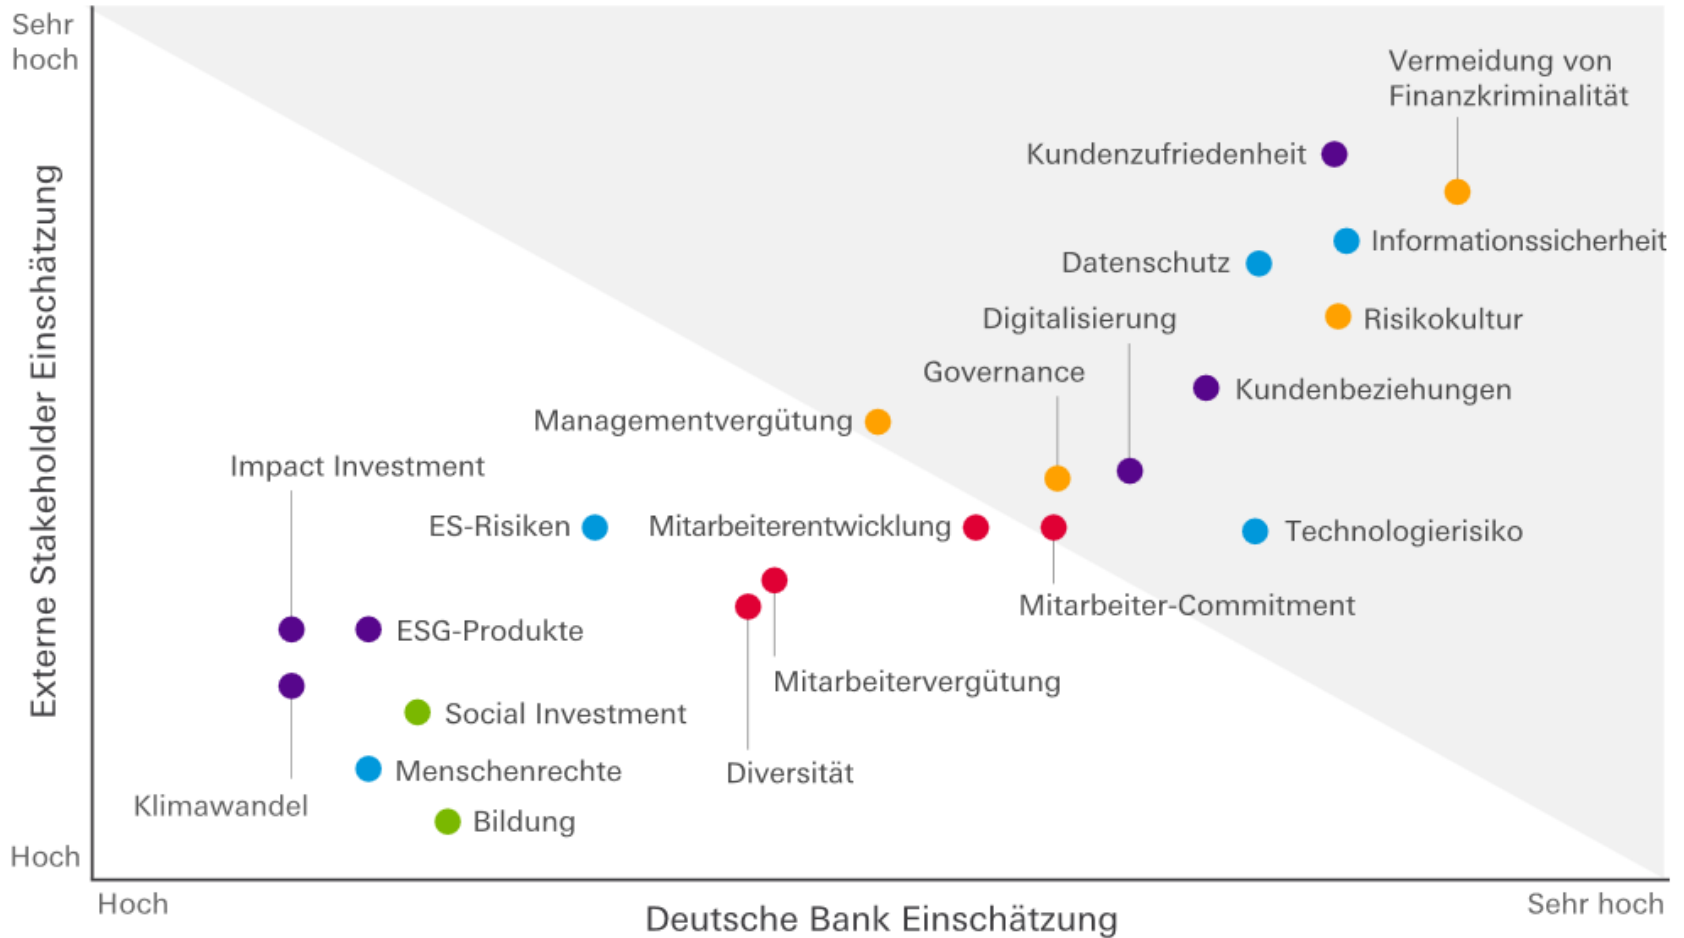 Sehr
hoch
Vermeidung von
Finanzkriminalität
Kundenzufriedenheit
Informationssicherheit
Datenschutz
Digitalisierung
Risikokultur
Governance
Kundenbeziehungen
Managementvergütung
Impact Investment
ES-Risiken
Mitarbeiterentwicklung
Technologierisiko
Mitarbeiter-Commitment
ESG-Produkte
Mitarbeitervergütung
Social Investment
Menschenrechte
Diversität
Klimawandel
Bildung
Externe Stakeholder Einschätzung
Hoch
Hoch
Deutsche Bank Einschätzung
Sehr hoch